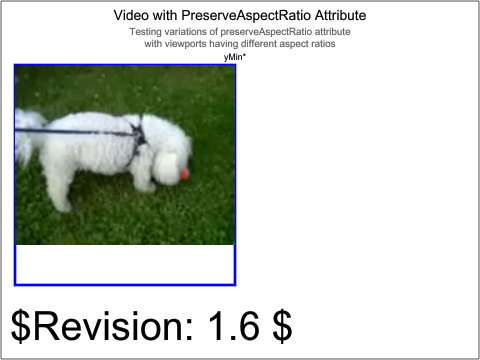 Video with PreserveAspectRatio Attribute
Testing variations of preserveAspectRatio attribute
with viewports having different aspect ratios
yMin*
$Revision: 1.6 $